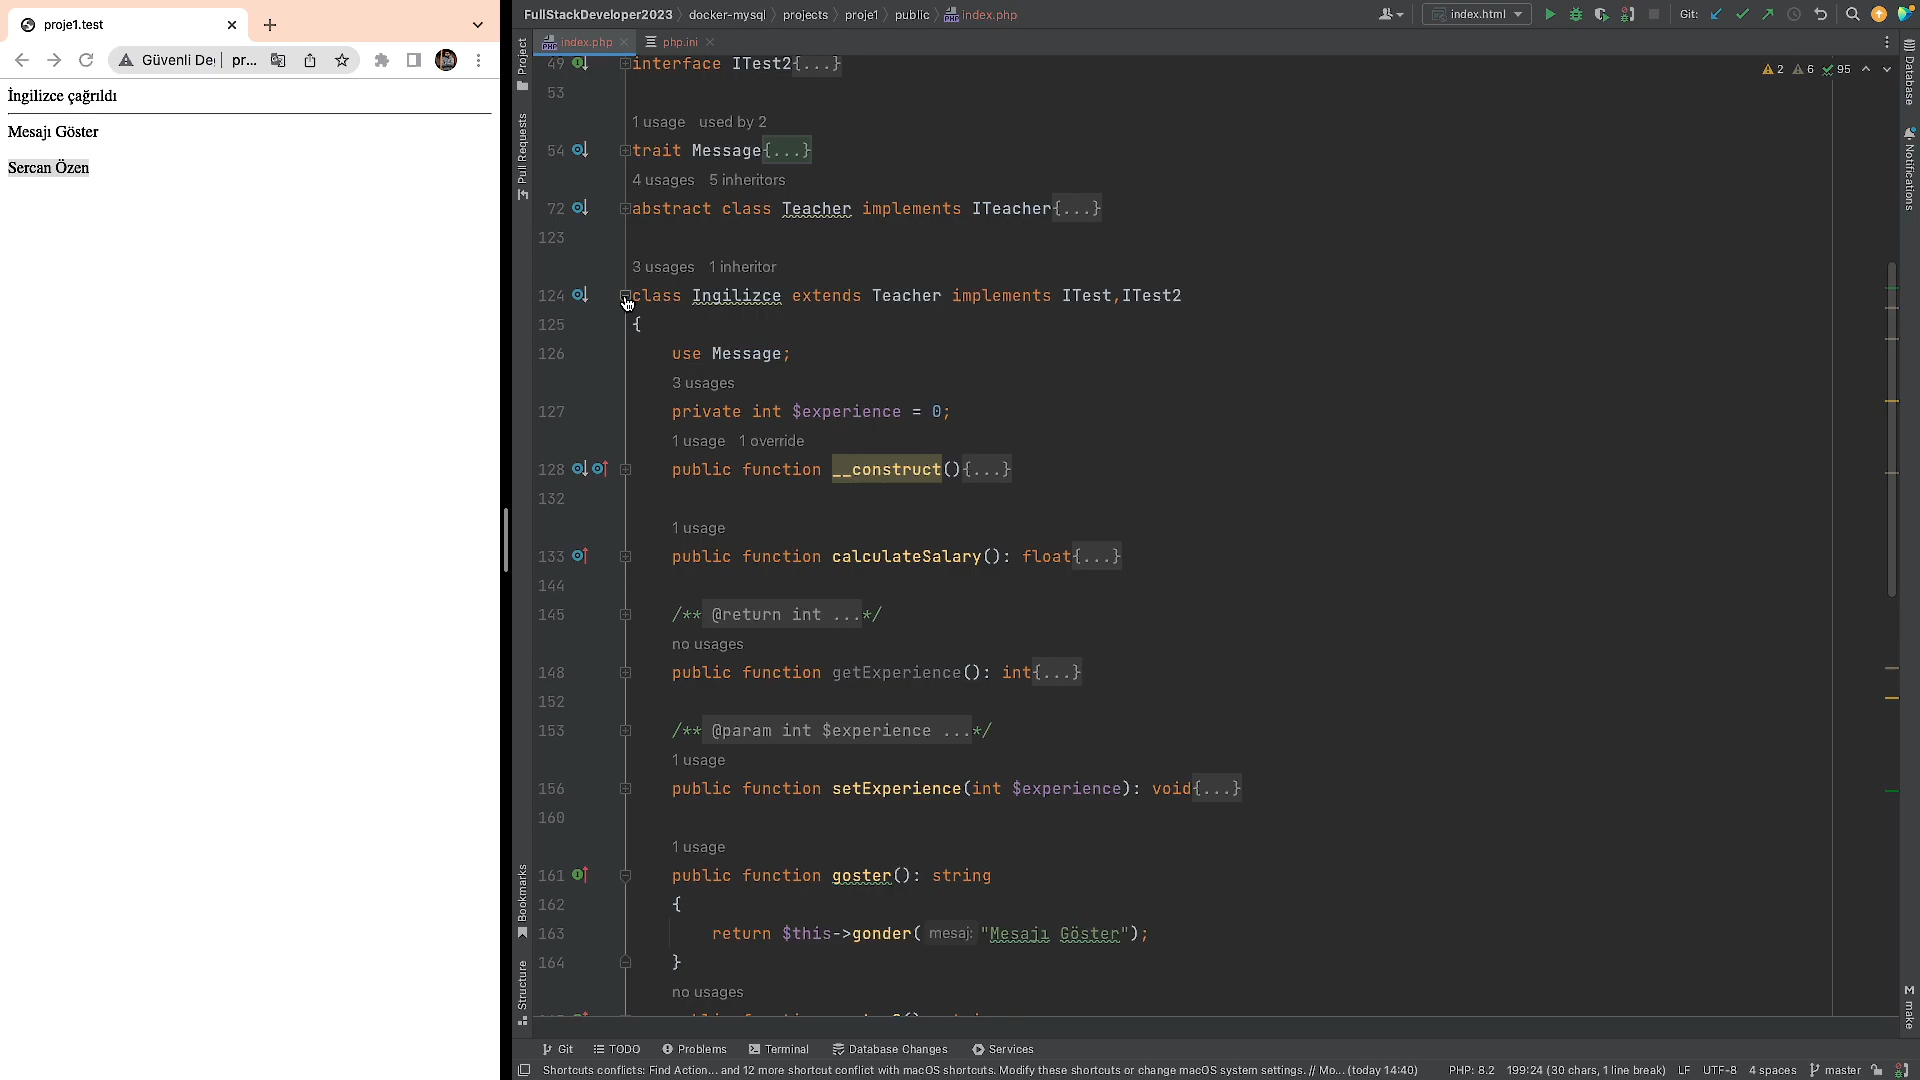 proje1.test
Güvenli De
pr...
İngilizce çağrıldı
Mesajı Göster
Sercan Özen
FullStackDeveloper2023 docker-mysql projects proje1 public index.php
index.html
Git:
index.php
php.ini
Project
Pull Requests
Bookmarks
Structure
Database
Notifications
make
2 6 95
49 interface ITest2{...}
53
1 usage used by 2
54 trait Message{...}
4 usages 5 inheritors
72 abstract class Teacher implements ITeacher{...}
123
3 usages 1 inheritor
124 class Ingilizce extends Teacher implements ITest,ITest2
125 {
126 use Message;
3 usages
127 private int $experience = 0;
1 usage 1 override
128 public function __construct(){...}
132
1 usage
133 public function calculateSalary(): float{...}
144
145 /** @return int ...*/
no usages
148 public function getExperience(): int{...}
152
153 /** @param int $experience ...*/
1 usage
156 public function setExperience(int $experience): void{...}
160
1 usage
161 public function goster(): string
162 {
163 return $this->gonder( mesaj: "Mesajı Göster");
164 }
no usages
Git TODO Problems Terminal Database Changes Services
Shortcuts conflicts: Find Action... and 12 more shortcut conflict with macOS shortcuts. Modify these shortcuts or change macOS system settings. // Mo... (today 14:40) PHP: 8.2 199:24 (30 chars, 1 line break) LF UTF-8 4 spaces master